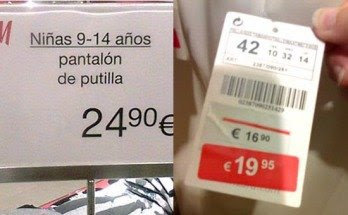 M
Niñas 9-14 años
pantalón
de putilla
24.90€
42
10 32 14
€ 16 90
€ 19 95